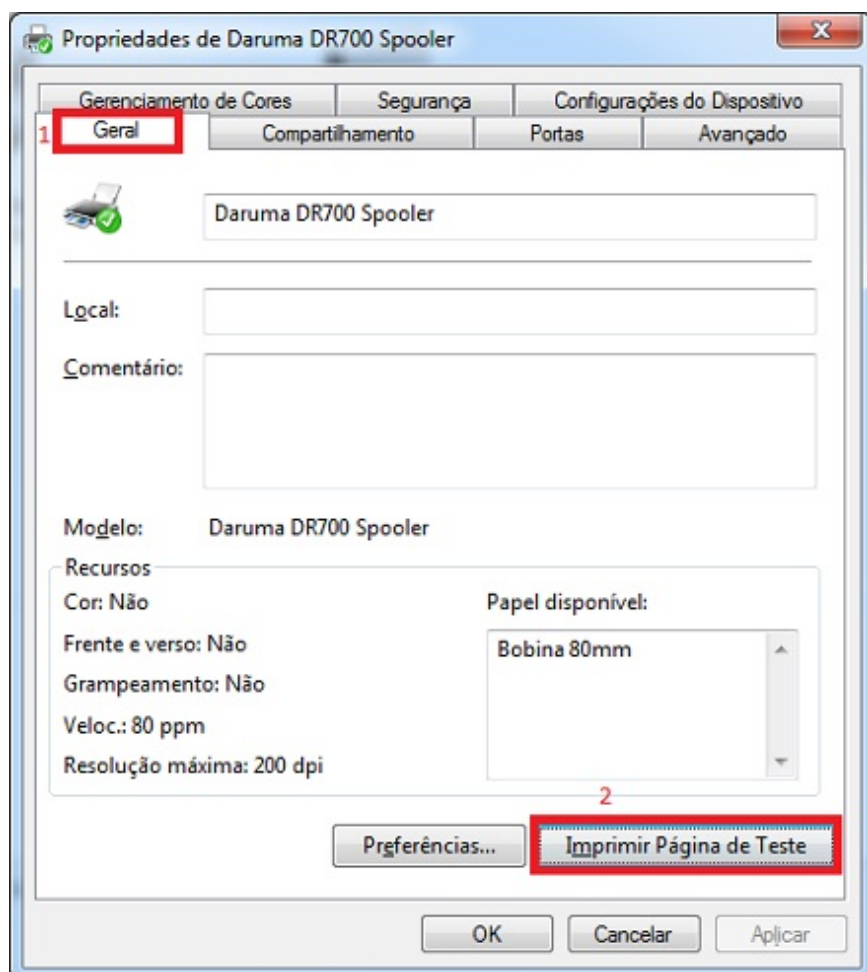 Propriedades de Daruma DR700 Spooler
x
Gerenciamento de Cores Segurança Configurações do Dispositivo
1 Geral Compartilhamento Portas Avançado
Daruma DR700 Spooler
Local:
Comentário:
Modelo: Daruma DR700 Spooler
Recursos
Cor: Não Papel disponível:
Frente e verso: Não Bobina 80mm
Grampeamento: Não
Veloc.: 80 ppm
Resolução máxima: 200 dpi
2
Preferências... Imprimir Página de Teste
OK Cancelar Aplicar